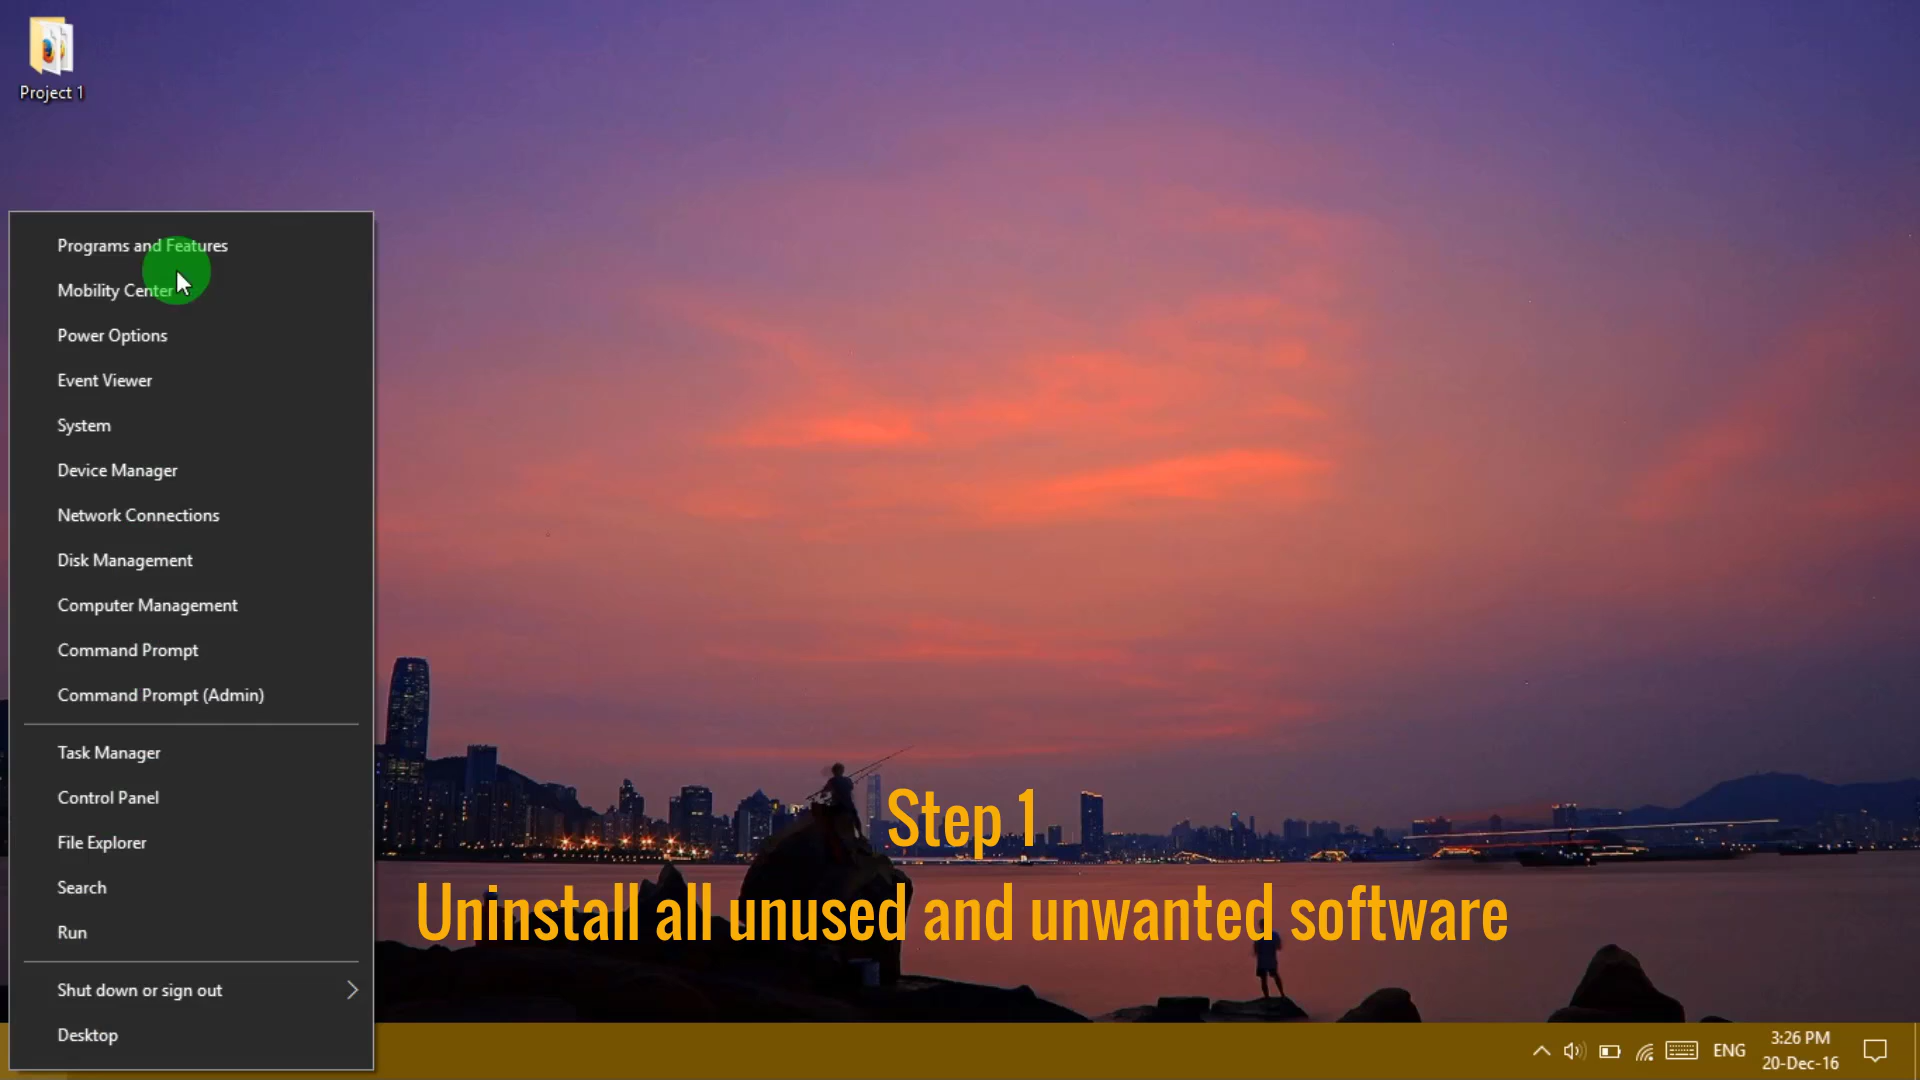 Project 1
Programs and Features
Mobility Center
Power Options
Event Viewer
System
Device Manager
Network Connections
Disk Management
Computer Management
Command Prompt
Command Prompt (Admin)
Task Manager
Control Panel
File Explorer
Search
Run
Shut down or sign out
Desktop
Step 1
Uninstall all unused and unwanted software
ENG
3:26 PM
20-Dec-16